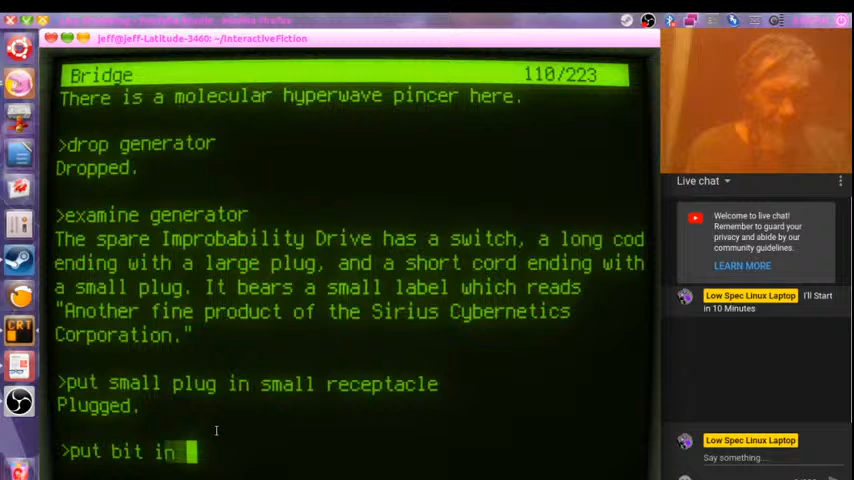 jeff@jeff-Latitude-3460: ~/InteractiveFiction
Bridge 110/223
There is a molecular hyperwave pincer here.
>drop generator
Dropped.
>examine generator
The spare Improbability Drive has a switch, a long cod
ending with a large plug, and a short cord ending with
a small plug. It bears a small label which reads
"Another fine product of the Sirius Cybernetics
Corporation."
>put small plug in small receptacle
Plugged.
>put bit in
Live chat
Welcome to live chat!
Remember to guard your
privacy and abide by our
community guidelines.
LEARN MORE
Low Spec Linux Laptop I'll Start
in 10 Minutes
Low Spec Linux Laptop
Say something...
CRT